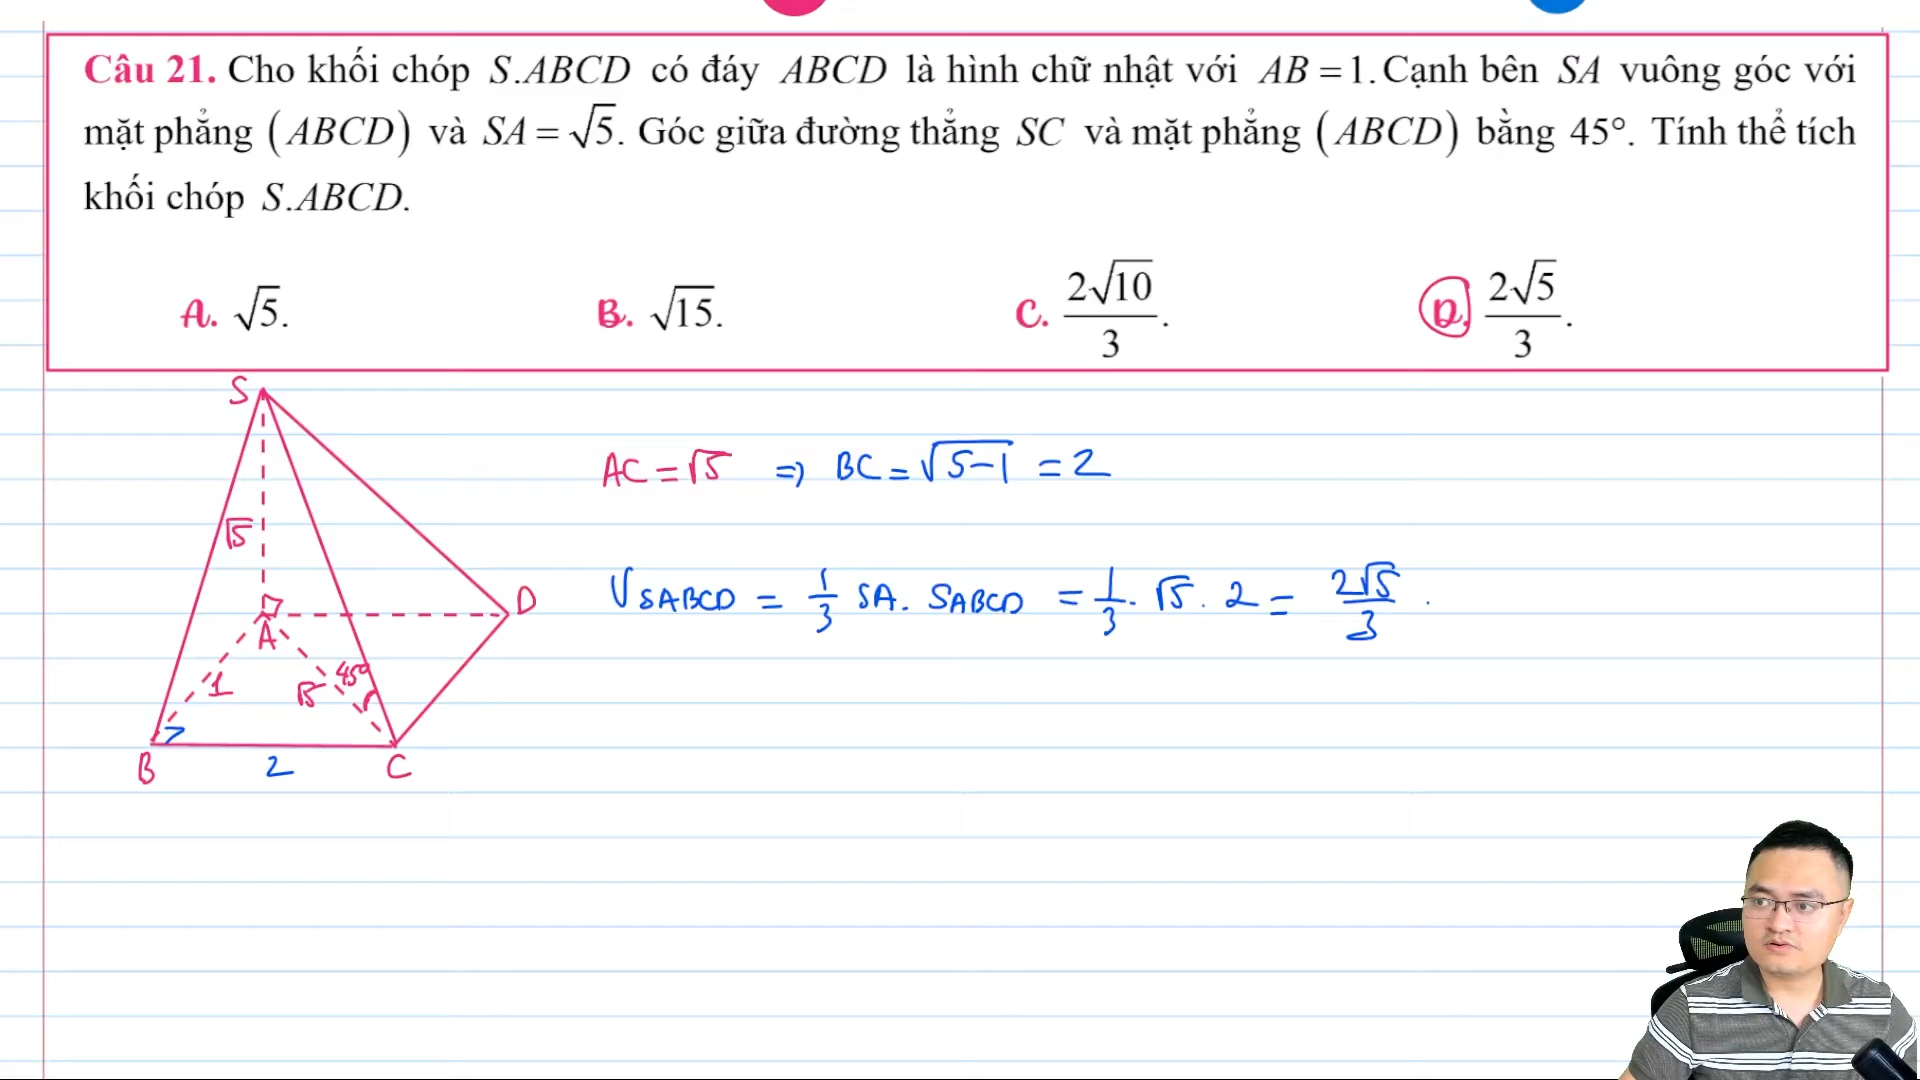 Câu 21. Cho khối chóp S.ABCD có đáy ABCD là hình chữ nhật với AB = 1. Cạnh bên SA vuông góc với
mặt phẳng (ABCD) và SA = √5. Góc giữa đường thẳng SC và mặt phẳng (ABCD) bằng 45°. Tính thể tích
khối chóp S.ABCD.
A. √5. B. √15. C. 2√10/3. D. 2√5/3.
S
AC = √5 ⇒ BC = √5-1 = 2
√5
VSABCD = 1/3 SA. SABCD = 1/3 . √5 . 2 = 2√5/3 .
D
A
1 √5 45°
B 2 C